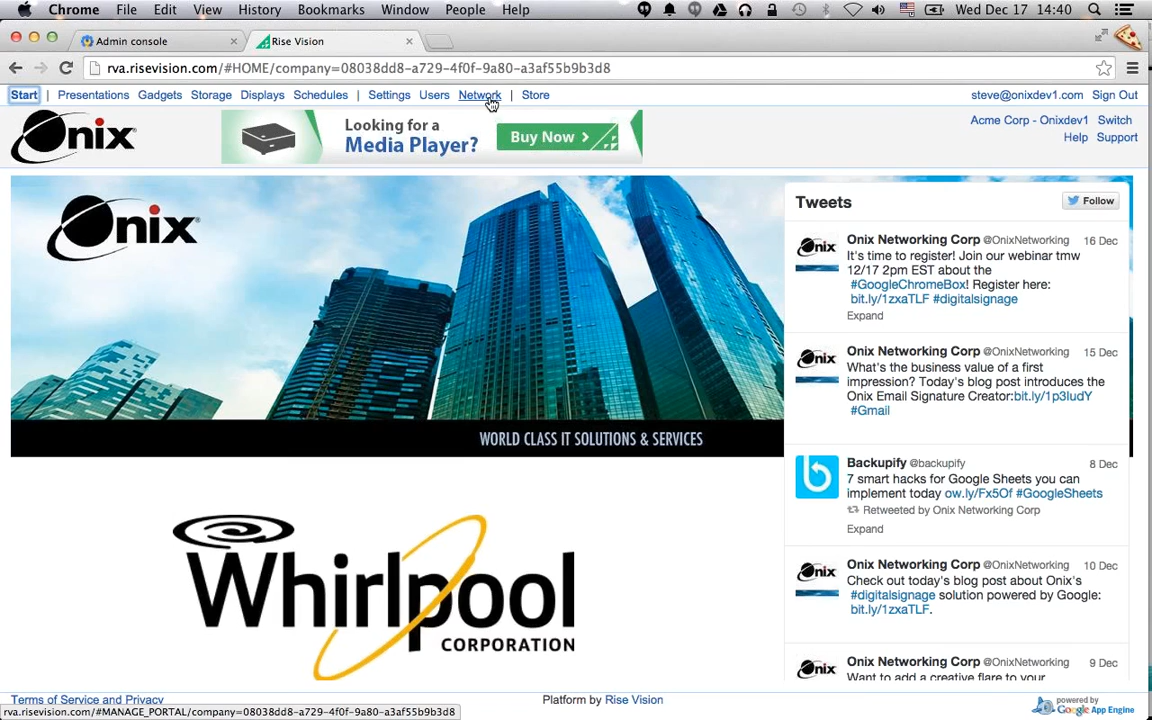 Chrome File Edit View History Bookmarks Window People Help Wed Dec 17 14:40
Admin console Rise Vision
rva.risevision.com/#HOME/company=08038dd8-a729-4f0f-9a80-a3af55b9b3d8
Start | Presentations Gadgets Storage Displays Schedules | Settings Users Network | Store steve@onixdev1.com Sign Out
Acme Corp - Onixdev1 Switch
Help Support
Onix
Looking for a
Media Player?
Buy Now >
Onix
Tweets
Follow
Onix Networking Corp @OnixNetworking 16 Dec
It's time to register! Join our webinar tmw
12/17 2pm EST about the
#GoogleChromeBox! Register here:
bit.ly/1zxaTLF #digitalsignage
Expand
Onix Networking Corp @OnixNetworking 15 Dec
What's the business value of a first
impression? Today's blog post introduces the
Onix Email Signature Creator:bit.ly/1p3ludY
#Gmail
WORLD CLASS IT SOLUTIONS & SERVICES
Backupify @backupify 8 Dec
7 smart hacks for Google Sheets you can
implement today ow.ly/Fx5Of #GoogleSheets
Retweeted by Onix Networking Corp
Expand
Onix Networking Corp @OnixNetworking 10 Dec
Check out today's blog post about Onix's
#digitalsignage solution powered by Google:
bit.ly/1zxaTLF.
Onix Networking Corp @OnixNetworking 9 Dec
Want to add a creative flare to your
Whirlpool
CORPORATION
Terms of Service and Privacy Platform by Rise Vision
powered by
Google App Engine
rva.risevision.com/#MANAGE_PORTAL/company=08038dd8-a729-4f0f-9a80-a3af55b9b3d8